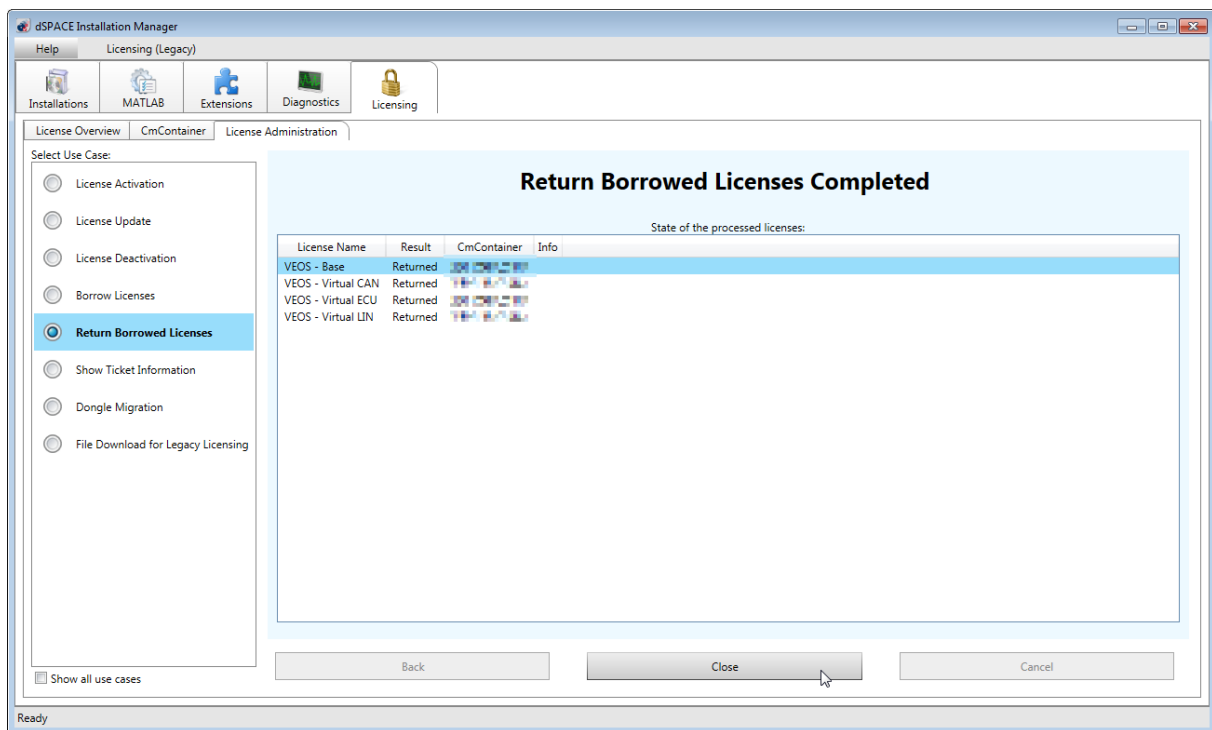 dSPACE Installation Manager
Help Licensing (Legacy)
Installations MATLAB Extensions Diagnostics Licensing
License Overview CmContainer License Administration
Select Use Case:
License Activation
License Update
License Deactivation
Borrow Licenses
Return Borrowed Licenses
Show Ticket Information
Dongle Migration
File Download for Legacy Licensing
Show all use cases
Return Borrowed Licenses Completed
State of the processed licenses:
License Name Result CmContainer Info
VEOS - Base Returned
VEOS - Virtual CAN Returned
VEOS - Virtual ECU Returned
VEOS - Virtual LIN Returned
Back Close Cancel
Ready